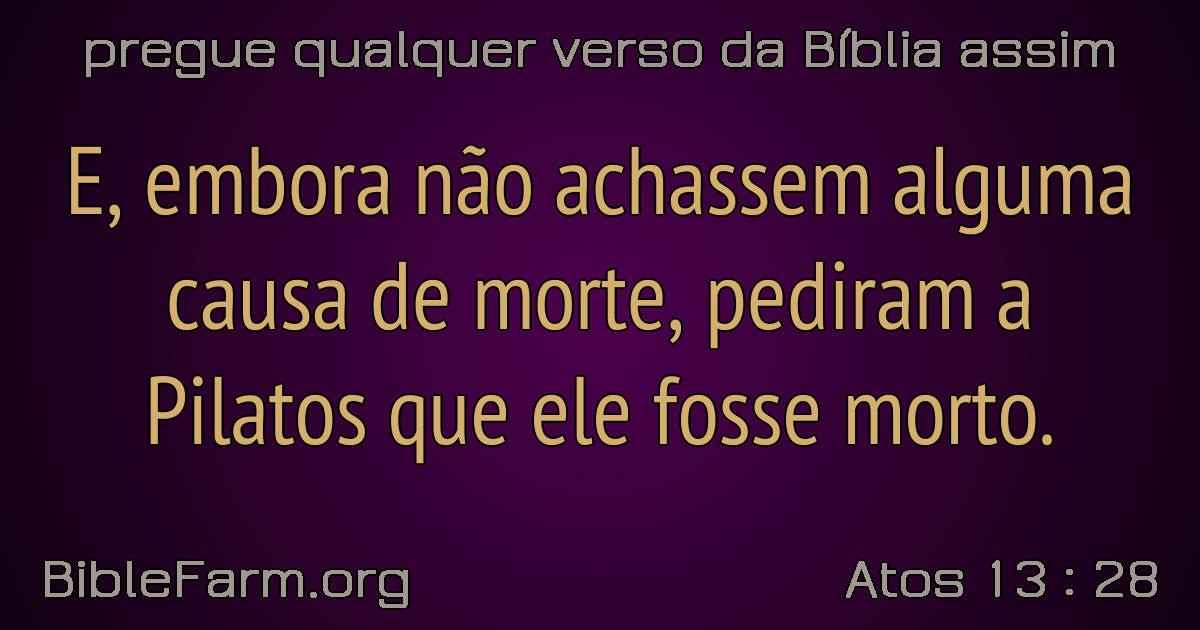 pregue qualquer verso da Bíblia assim
E, embora não achassem alguma
causa de morte, pediram a
Pilatos que ele fosse morto.
BibleFarm.org
Atos 13 : 28